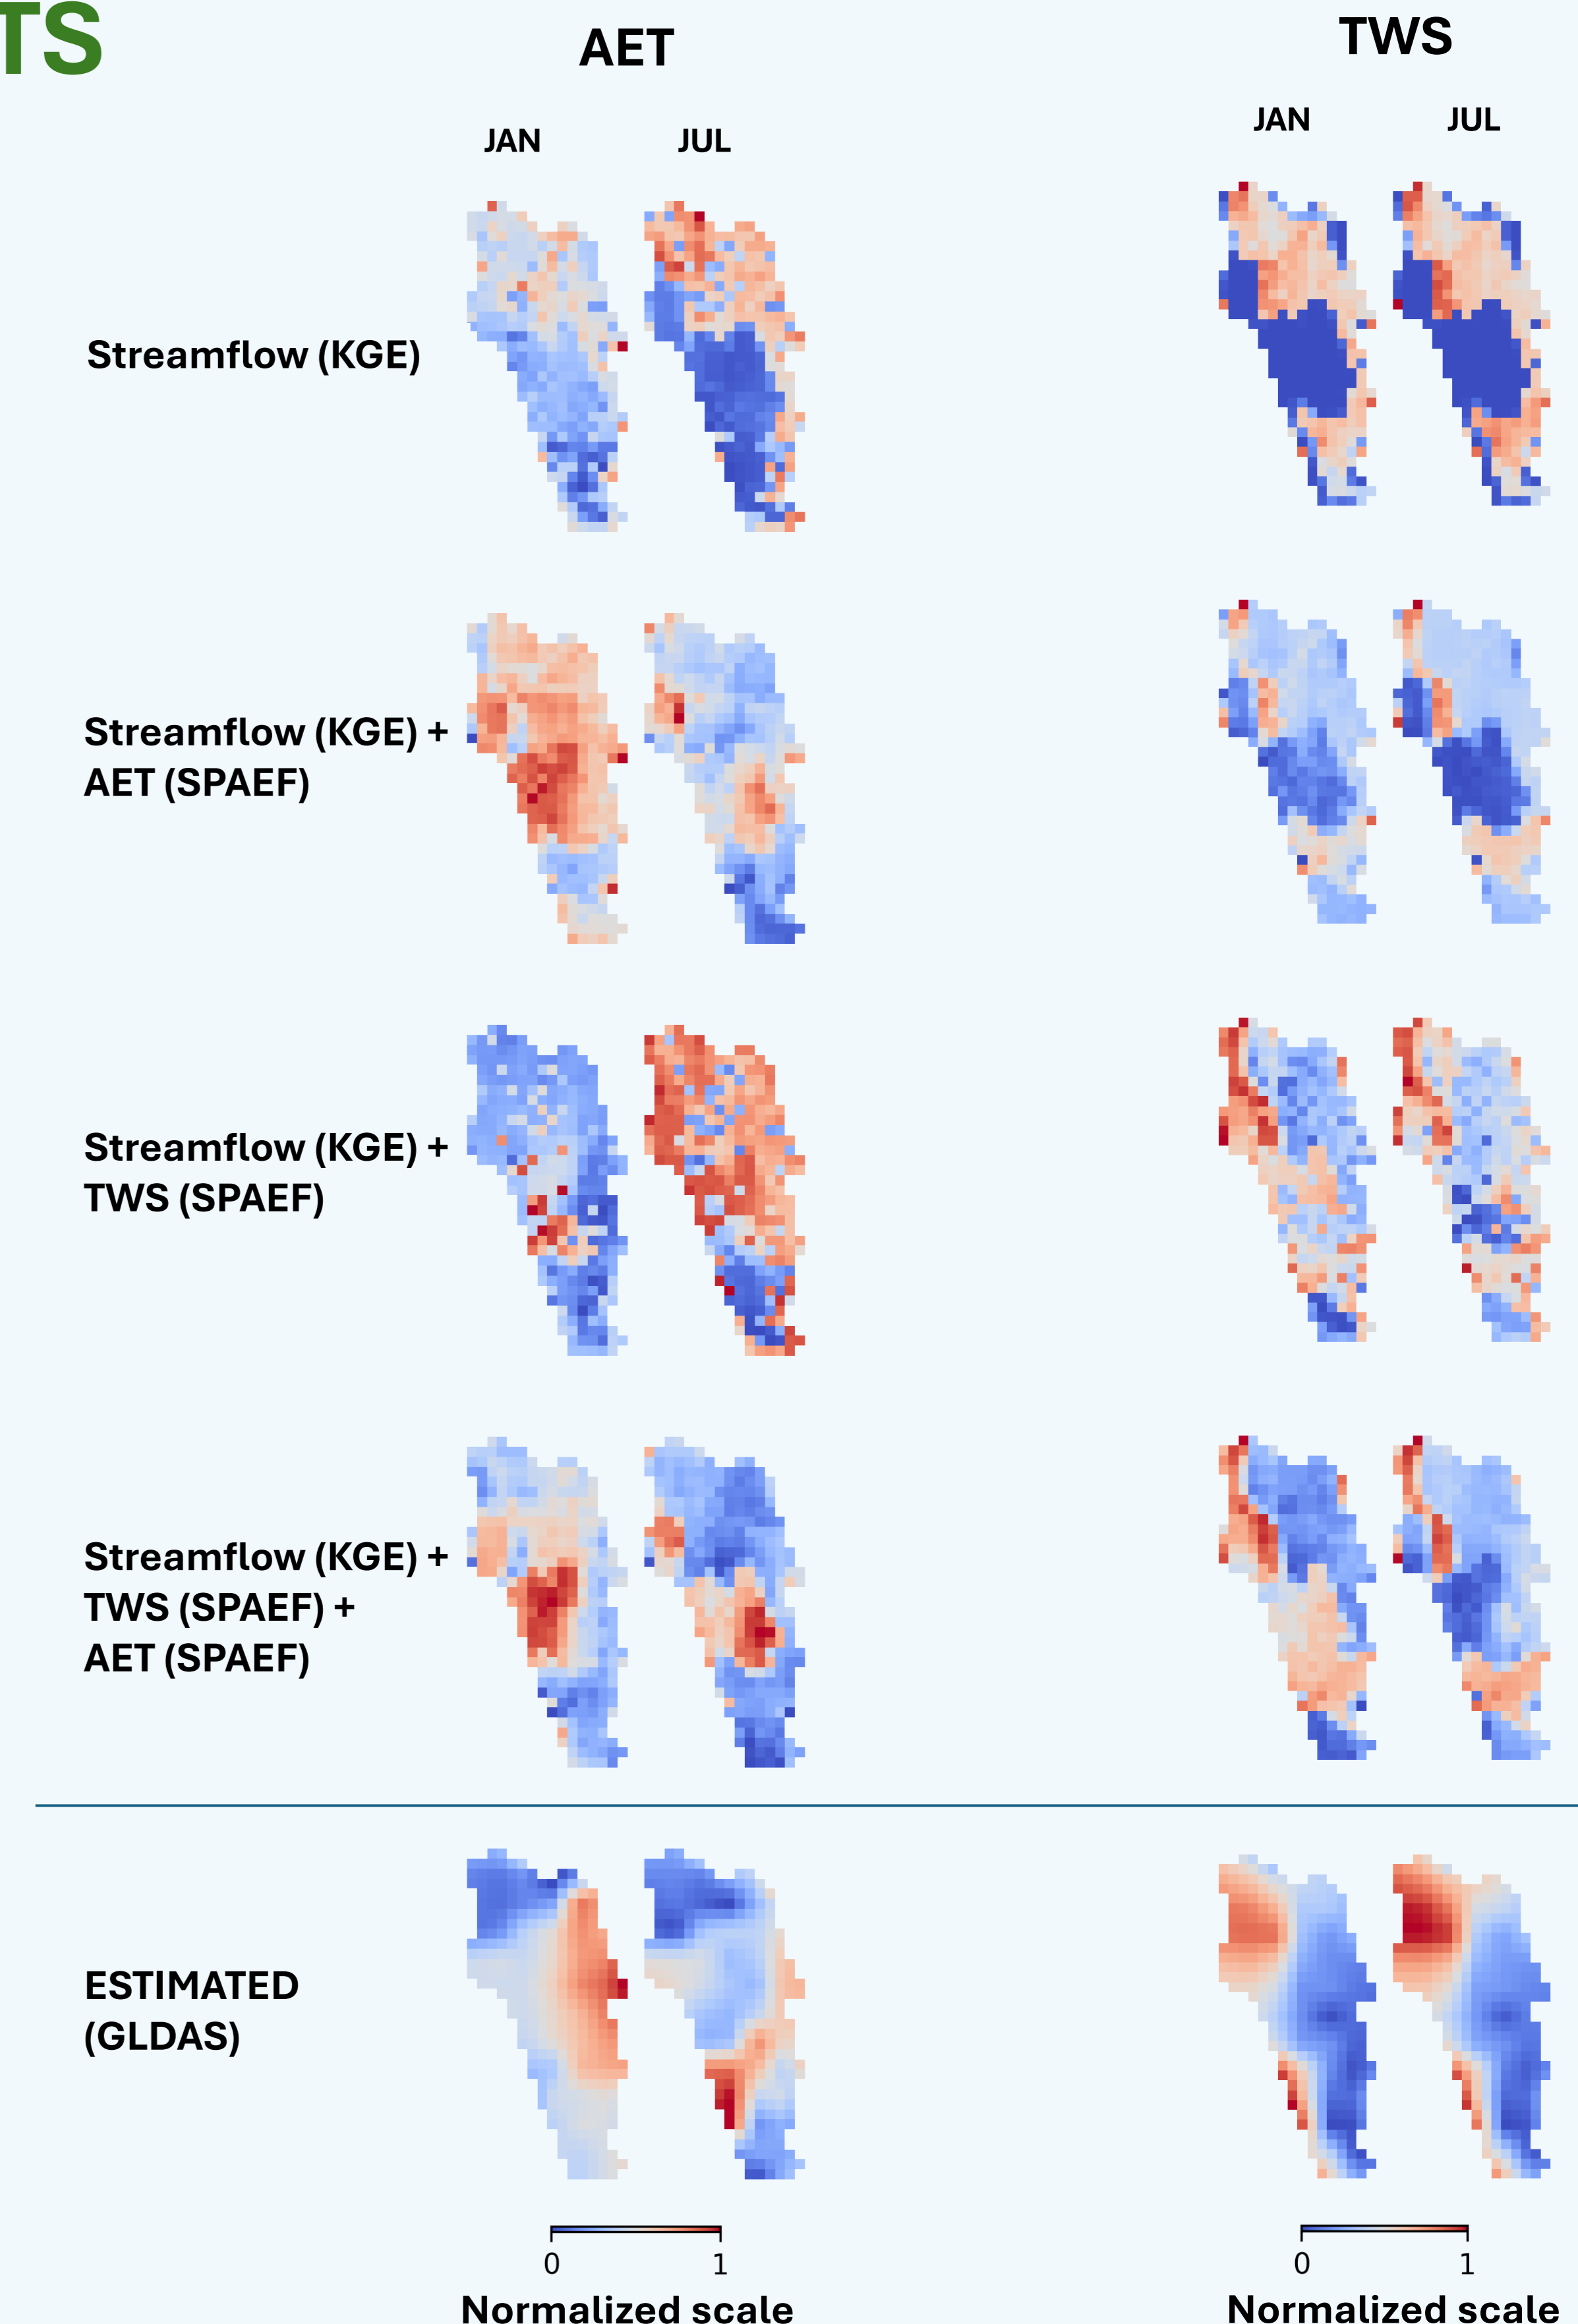 TS
AET
TWS
JAN
JUL
JAN
JUL
Streamflow (KGE)
Streamflow (KGE) +
AET (SPAEF)
Streamflow (KGE) +
TWS (SPAEF)
Streamflow (KGE) +
TWS (SPAEF) +
AET (SPAEF)
ESTIMATED
(GLDAS)
0
1
0
1
Normalized scale
Normalized scale